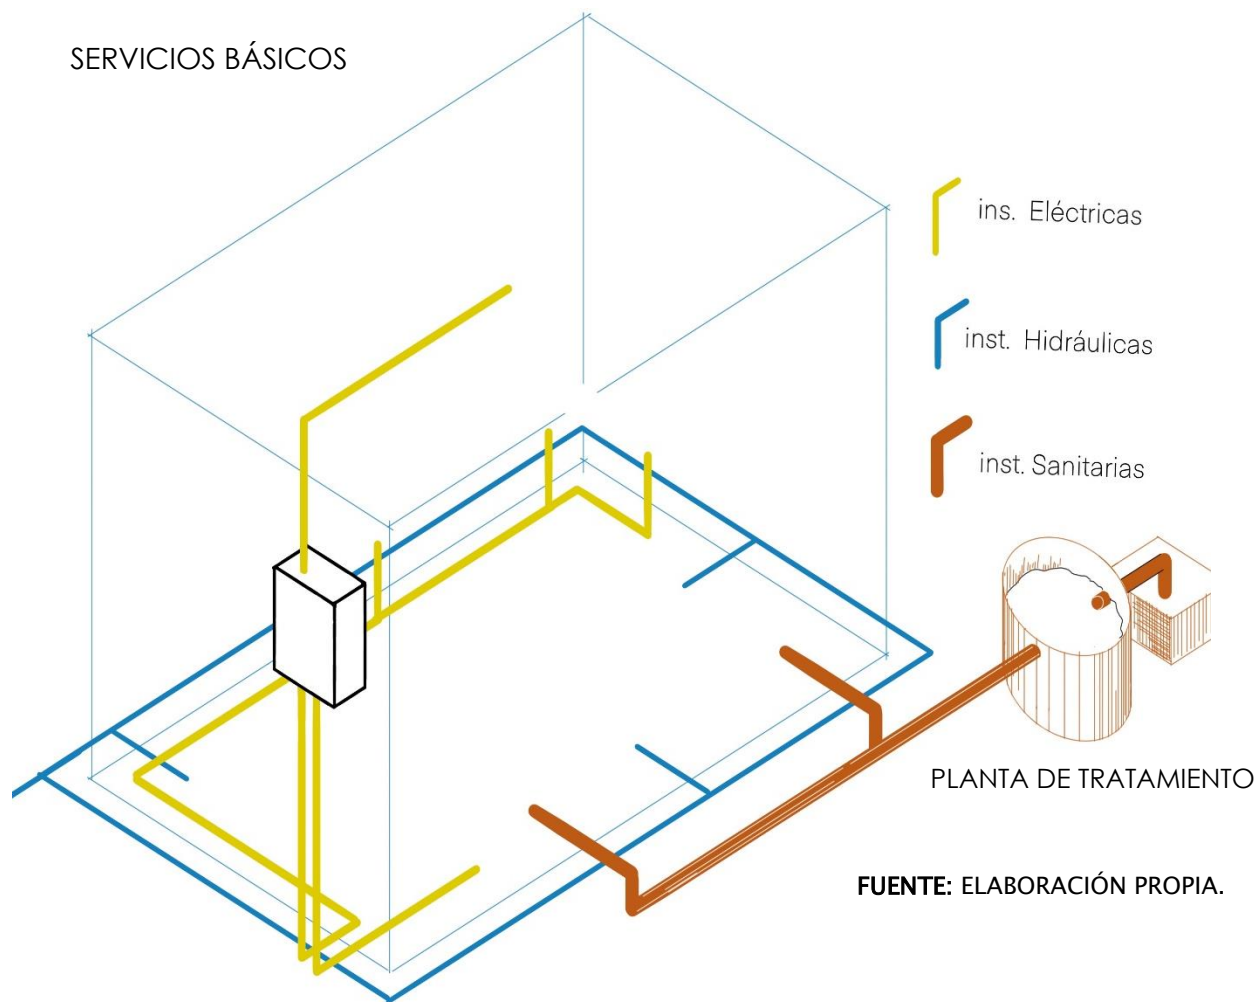 SERVICIOS BÁSICOS
ins. Eléctricas
inst. Hidráulicas
inst. Sanitarias
PLANTA DE TRATAMIENTO
FUENTE: ELABORACIÓN PROPIA.